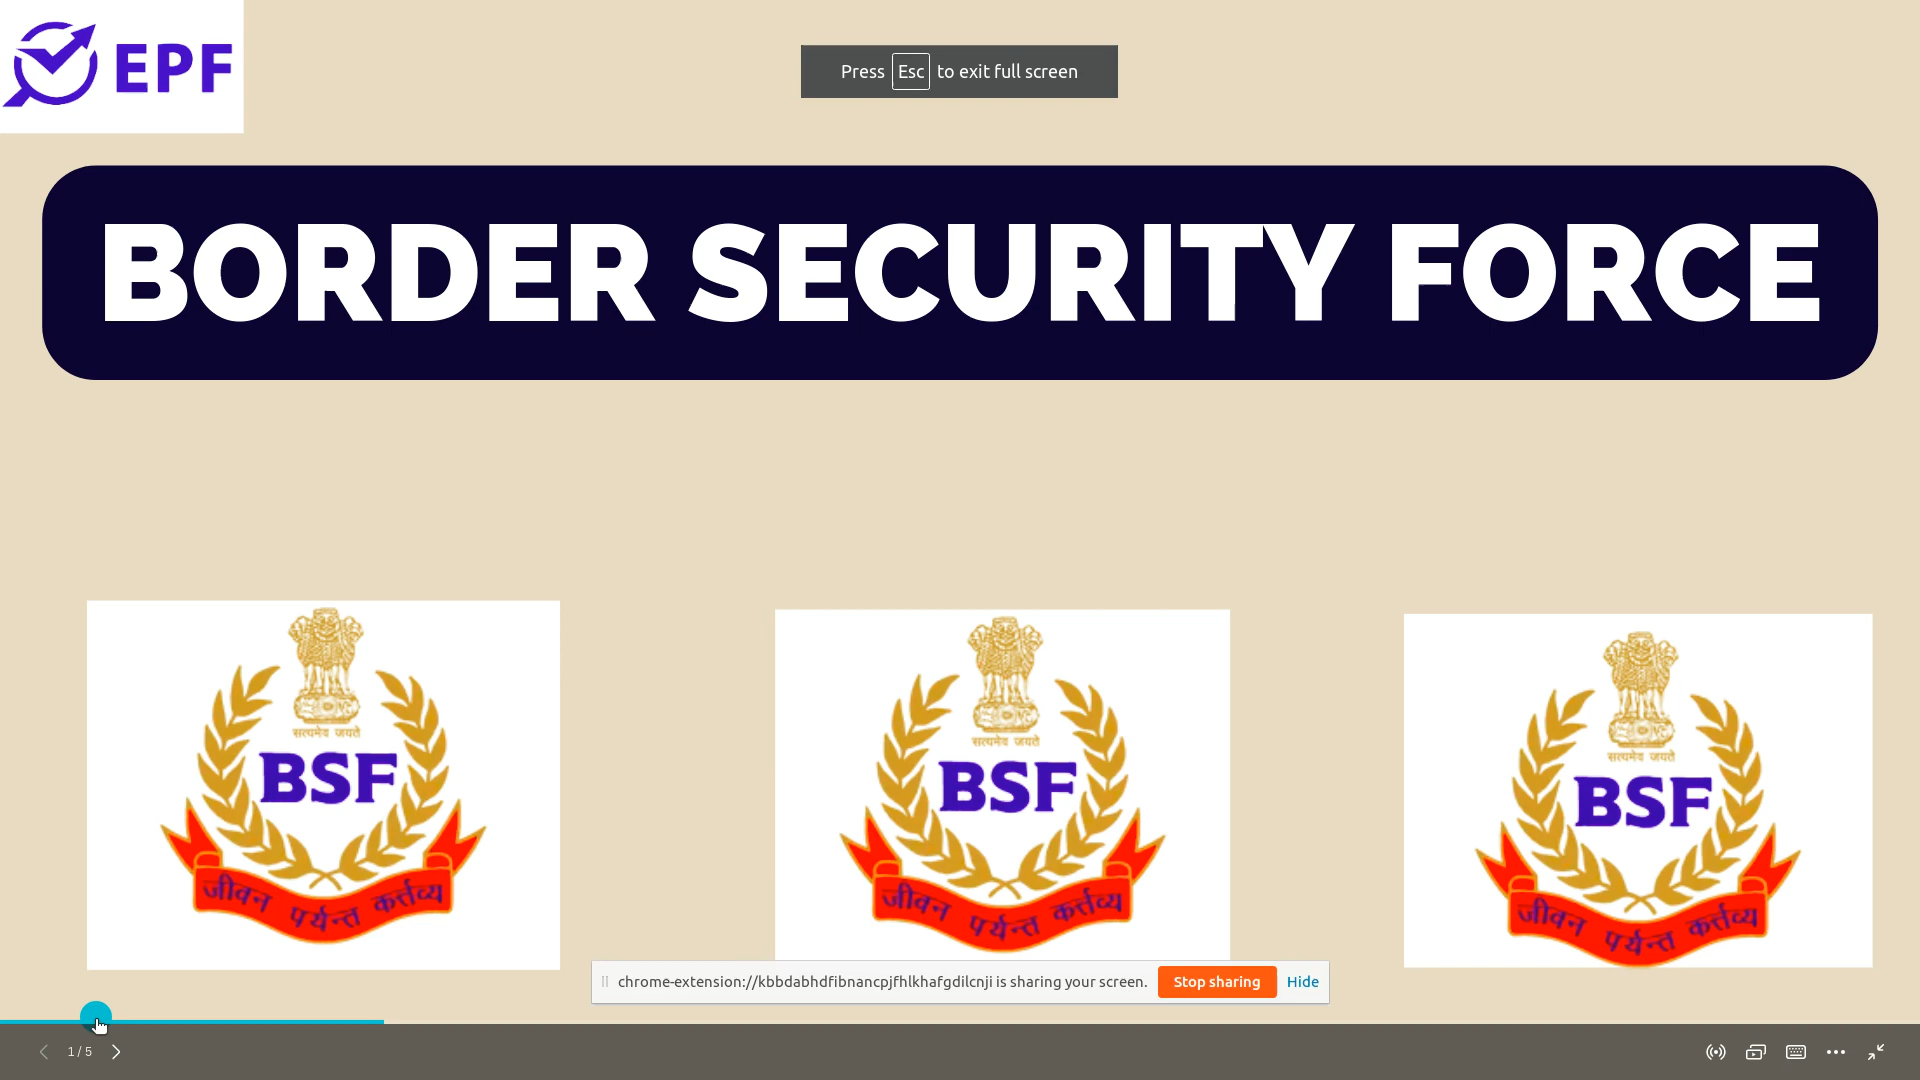 EPF
Press Esc to exit full screen
BORDER SECURITY FORCE
सत्यमेव जयते
BSF
जीवन पर्यन्त कर्त्तव्य
सत्यमेव जयते
BSF
जीवन पर्यन्त कर्त्तव्य
सत्यमेव जयते
BSF
जीवन पर्यन्त कर्त्तव्य
chrome-extension://kbbdabhdfibnancpjfhlkhafgdilcnji is sharing your screen. Stop sharing Hide
1 / 5